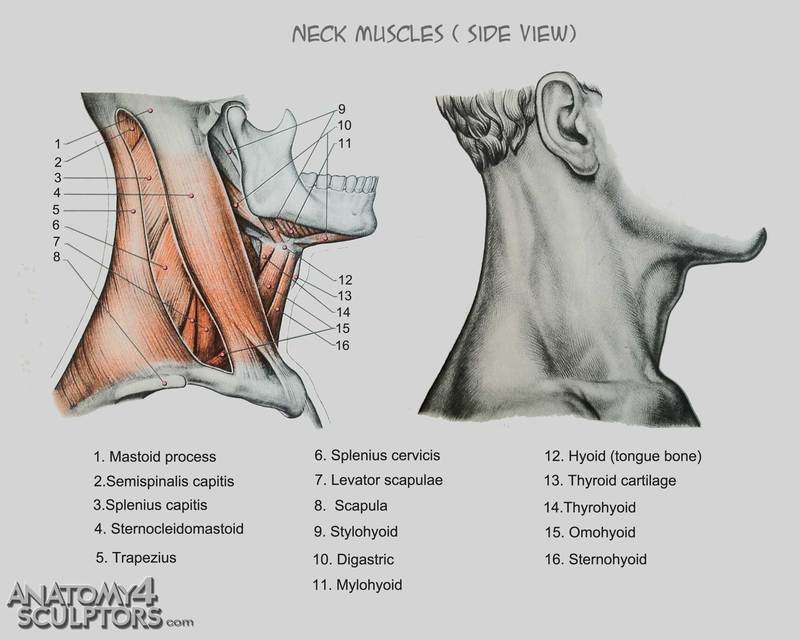 NECK MUSCLES ( SIDE VIEW)
1
2
3
4
5
6
7
8
9
10
11
12
13
14
15
16
1. Mastoid process
2.Semispinalis capitis
3.Splenius capitis
4. Sternocleidomastoid
5. Trapezius
6. Splenius cervicis
7. Levator scapulae
8. Scapula
9. Stylohyoid
10. Digastric
11. Mylohyoid
12. Hyoid (tongue bone)
13. Thyroid cartilage
14.Thyrohyoid
15. Omohyoid
16. Sternohyoid
ANATOMY4
SCULPTORS.com